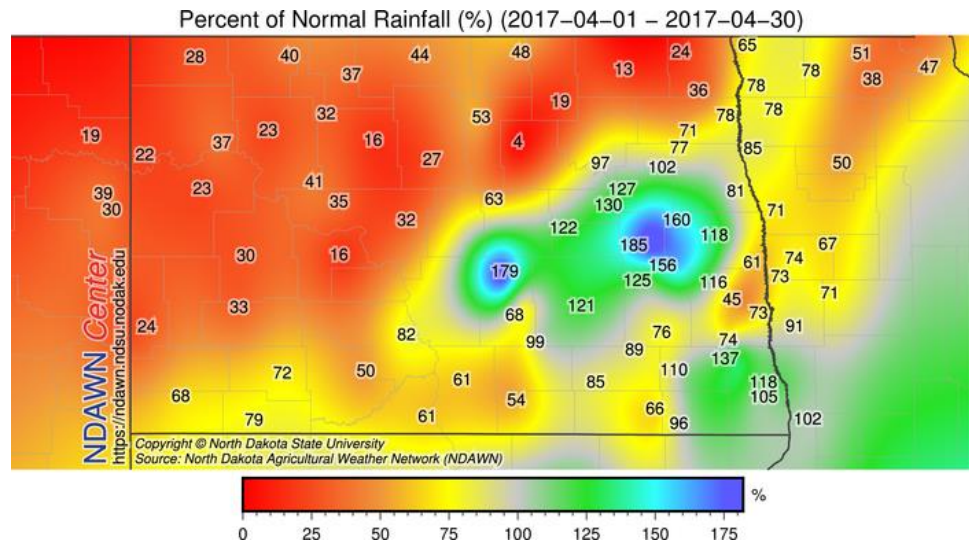 Percent of Normal Rainfall (%) (2017-04-01 - 2017-04-30)
28 40 44 48 24 65 51
37 13 78 47
32 19 36 78 38
53 78 78
19 37 23 16 4 71
22 27 77 85
97 102 50
39 23 41 63 127 81
30 35 130 71
32 122 160 118
30 16 185 61 74 67
179 156 73
125 116 71
33 121 45
24 82 68 99 76 73 91
89 74
72 50 61 85 110 137
68 54 118
79 61 66 105
96 102
NDAWN Center
https://ndawn.ndsu.nodak.edu
Copyright © North Dakota State University
Source: North Dakota Agricultural Weather Network (NDAWN)
%
0 25 50 75 100 125 150 175